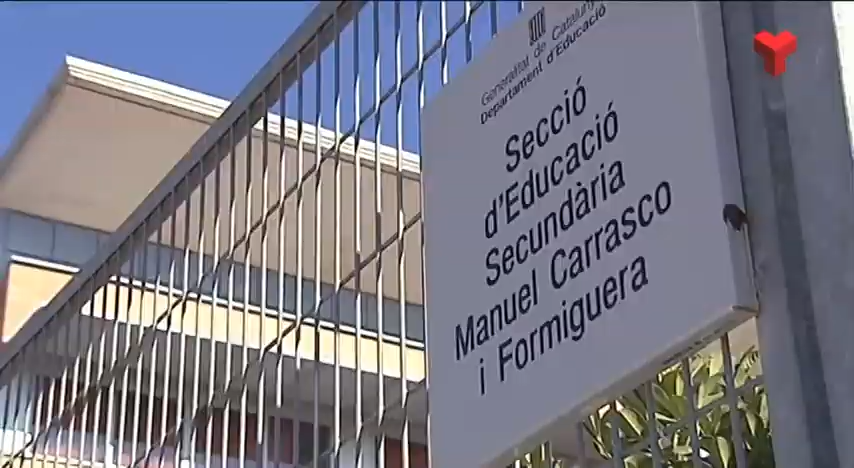 Generalitat de Catalunya
Departament d'Educació
Secció
d'Educació
Secundària
Manuel Carrasco
i Formiguera